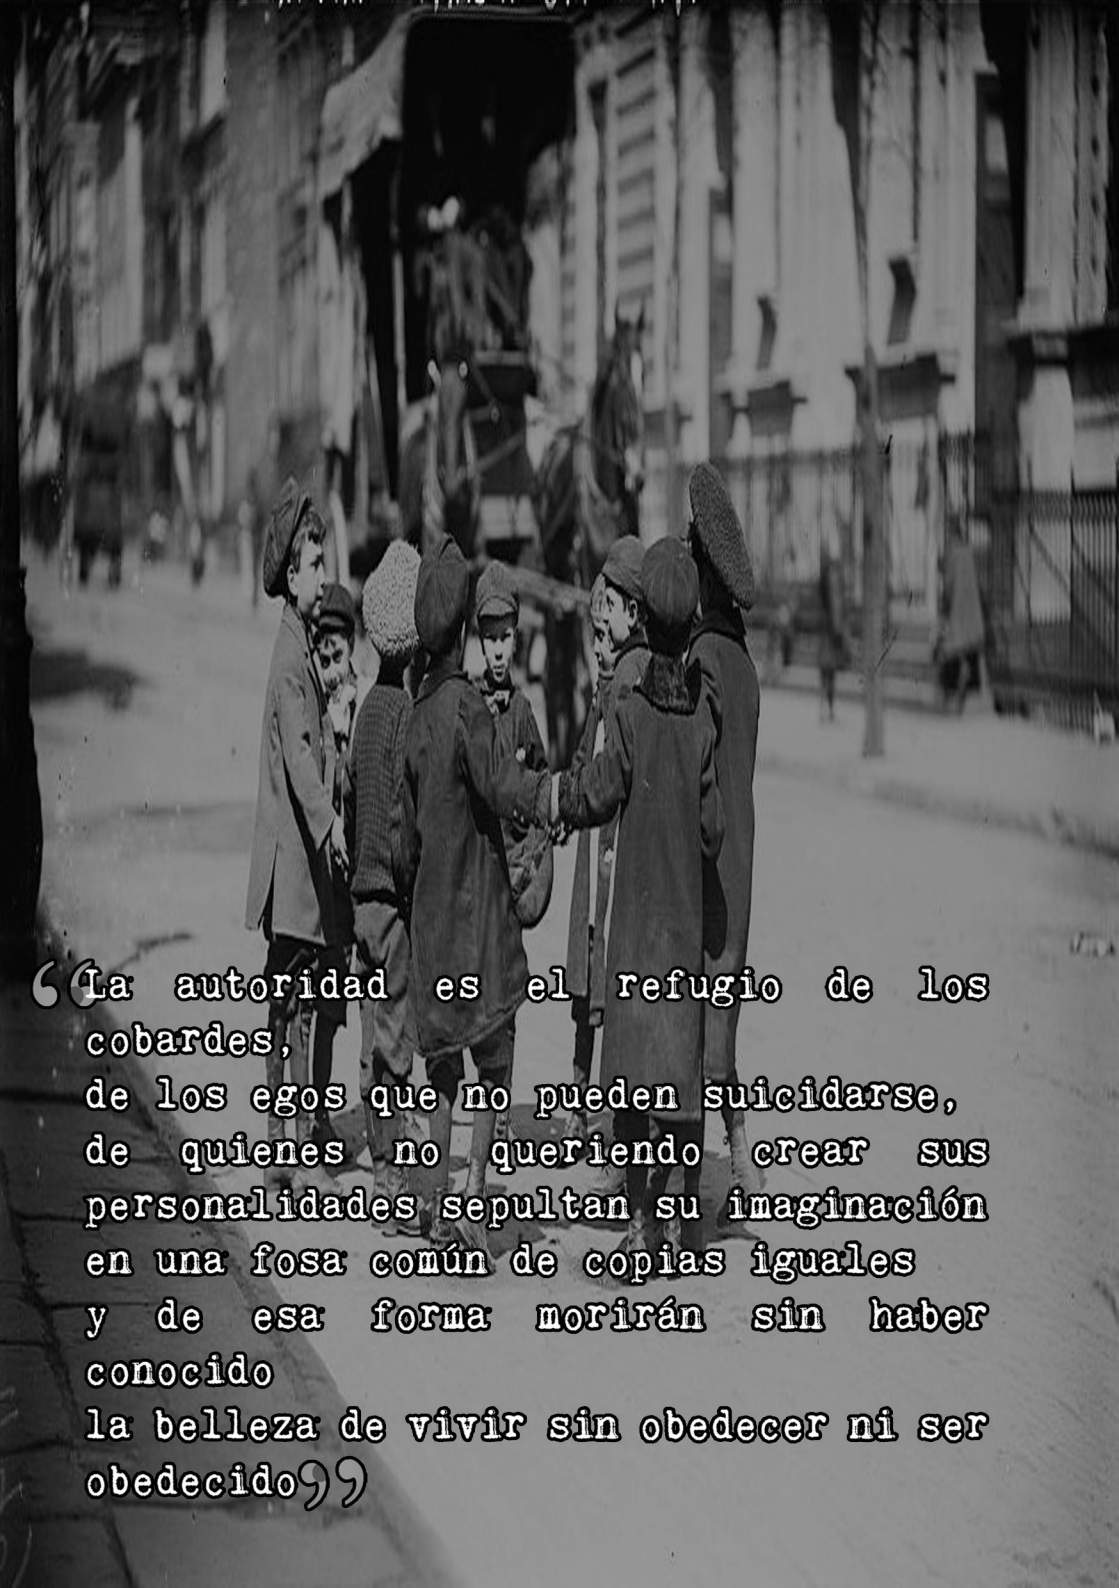 “La autoridad es el refugio de los
cobardes,
de los egos que no pueden suicidarse,
de quienes no queriendo crear sus
personalidades sepultan su imaginación
en una fosa común de copias iguales
y de esa forma morirán sin haber
conocido
la belleza de vivir sin obedecer ni ser
obedecido”